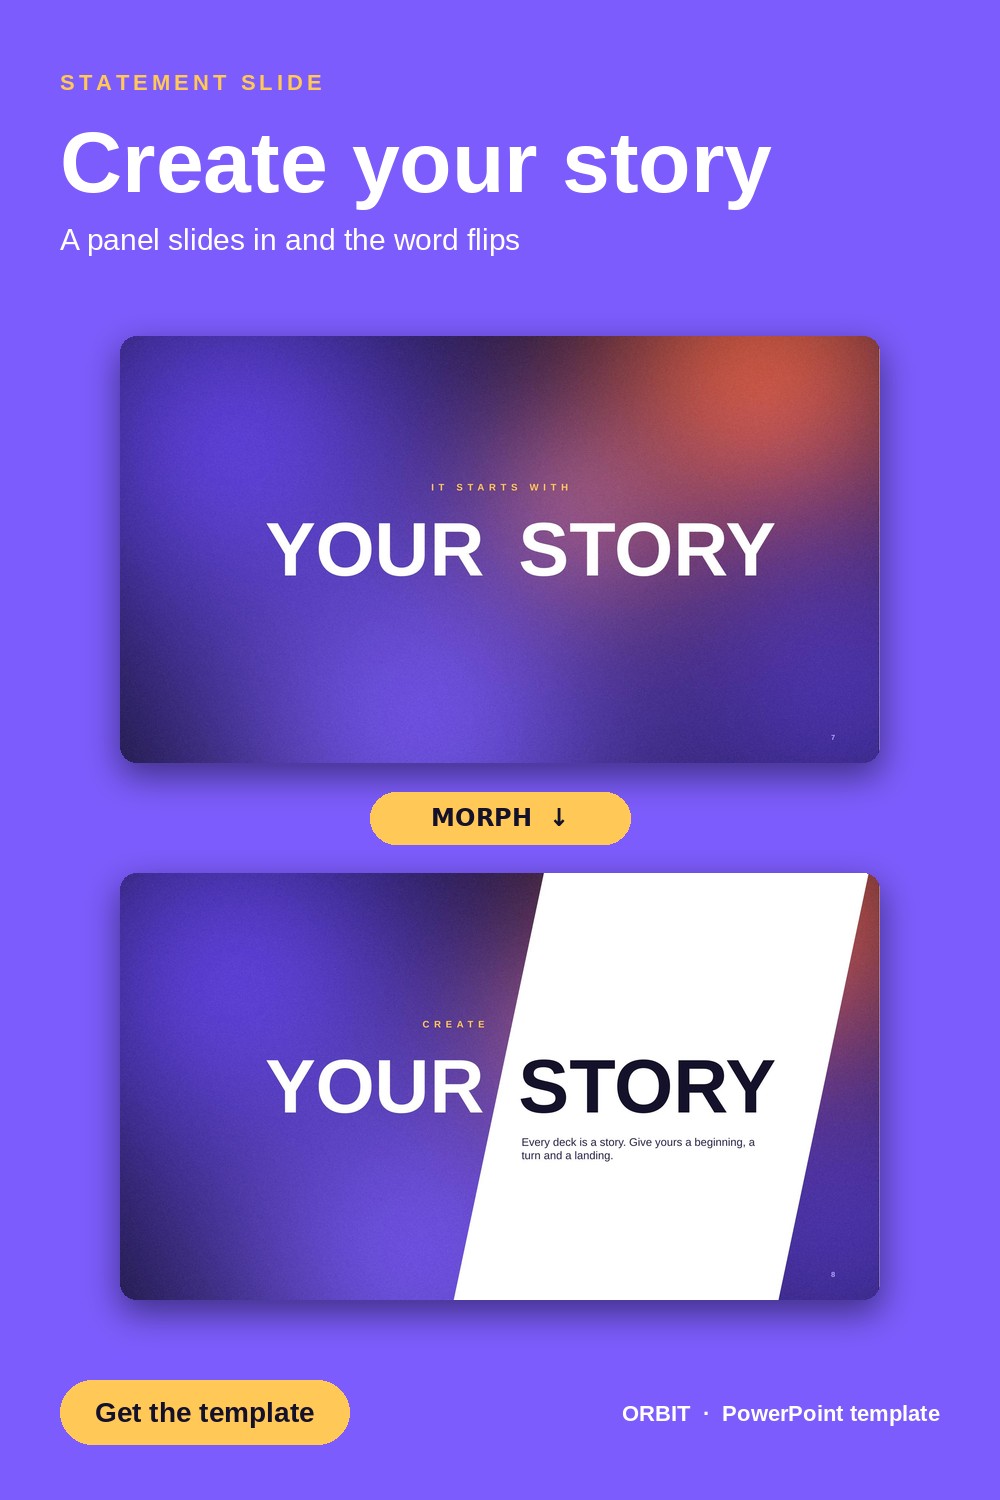 STATEMENT SLIDE
Create your story
A panel slides in and the word flips
IT STARTS WITH
YOUR STORY
7
MORPH ↓
CREATE
YOUR STORY
Every deck is a story. Give yours a beginning, a
turn and a landing.
8
Get the template
ORBIT · PowerPoint template